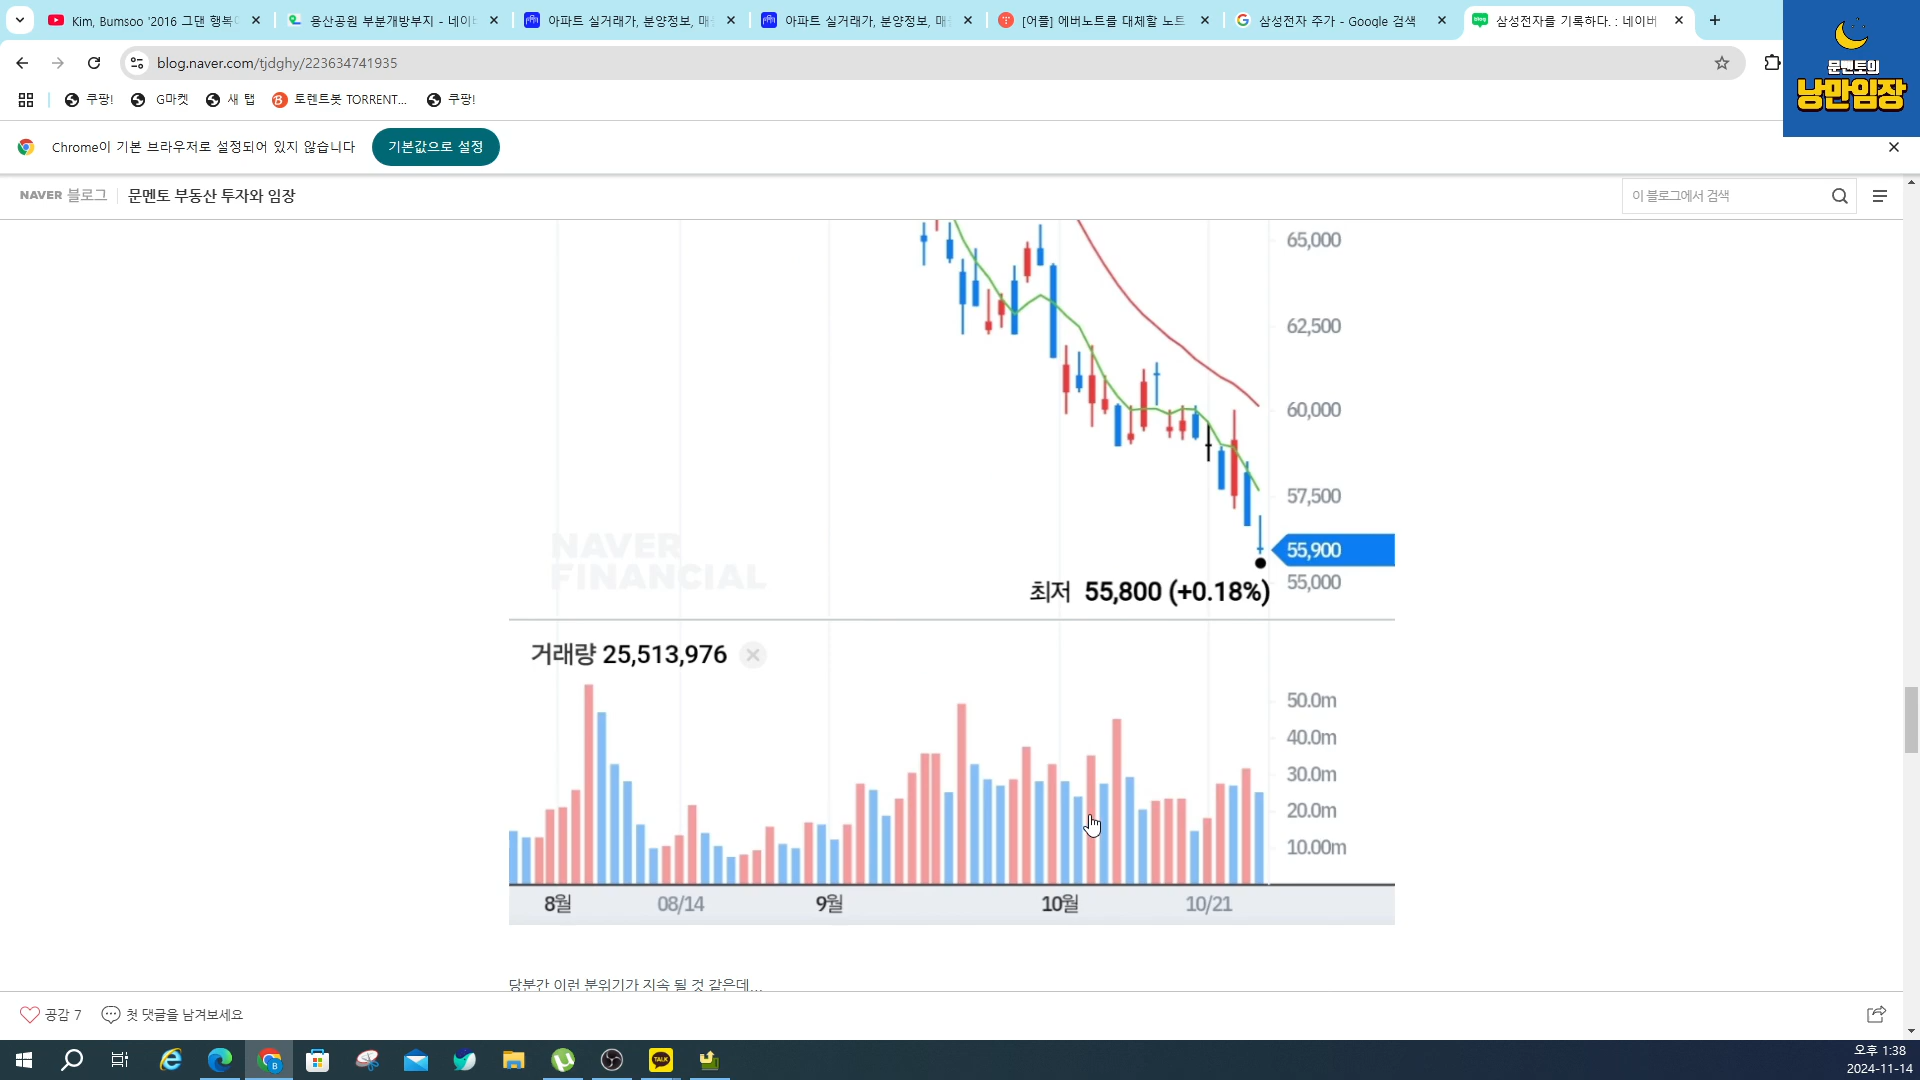 Kim, Bumsoo '2016 그댄 행복
용산공원 부분개방부지 - 네이
아파트 실거래가, 분양정보, 매
아파트 실거래가, 분양정보, 매
[어플] 에버노트를 대체할 노트
삼성전자 주가 - Google 검색
삼성전자를 기록하다. : 네이버
blog.naver.com/tjdghy/223634741935
문멘토의
낭만임장
쿠팡!
G마켓
새 탭
토렌트봇 TORRENT...
쿠팡!
Chrome이 기본 브라우저로 설정되어 있지 않습니다
기본값으로 설정
NAVER 블로그
문멘토 부동산 투자와 임장
이 블로그에서 검색
65,000
62,500
60,000
57,500
55,900
55,000
NAVER
FINANCIAL
최저 55,800 (+0.18%)
거래량 25,513,976
50.0m
40.0m
30.0m
20.0m
10.00m
8월
08/14
9월
10월
10/21
당분간 이런 분위기가 지속 될 것 같은데...
공감 7
첫 댓글을 남겨보세요
TALK
오후 1:38
2024-11-14